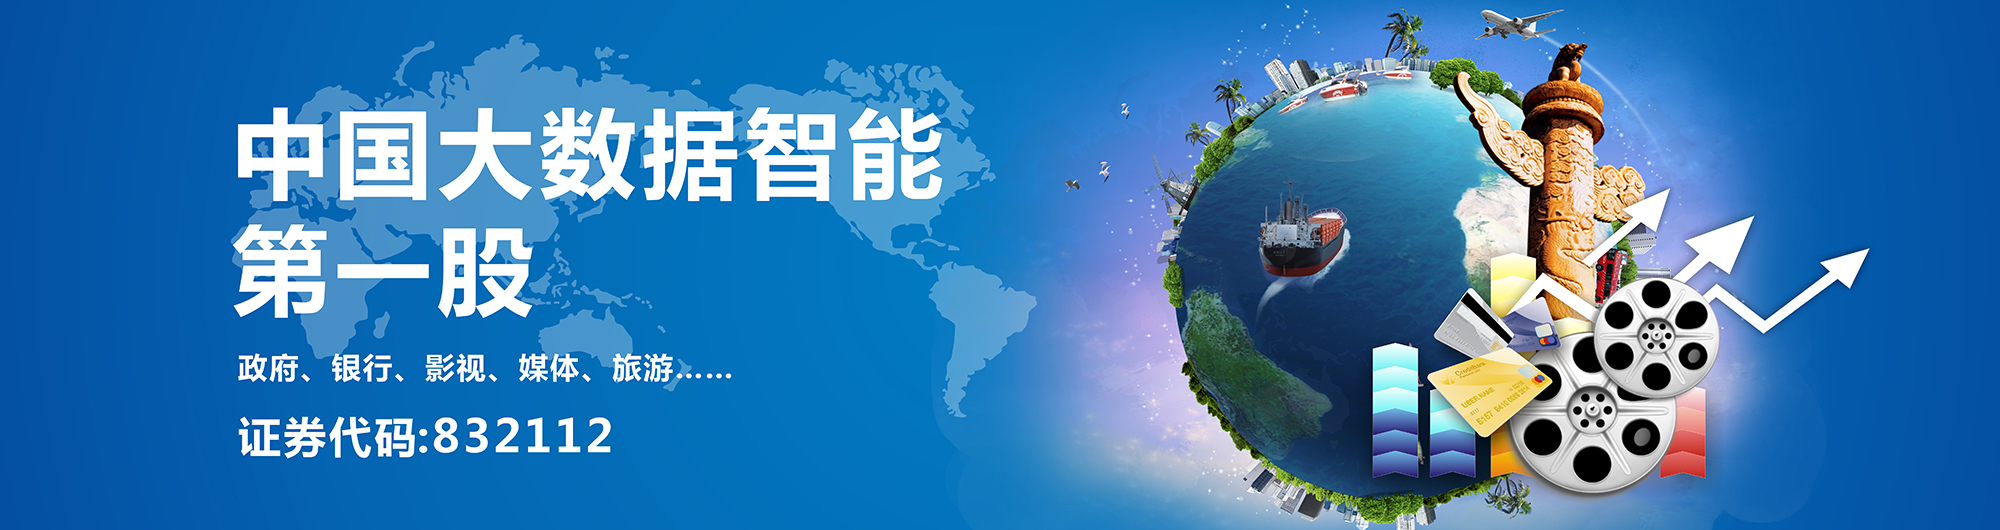 中国大数据智能
第一股
政府、银行、影视、媒体、旅游……
证券代码:832112
CreditBank